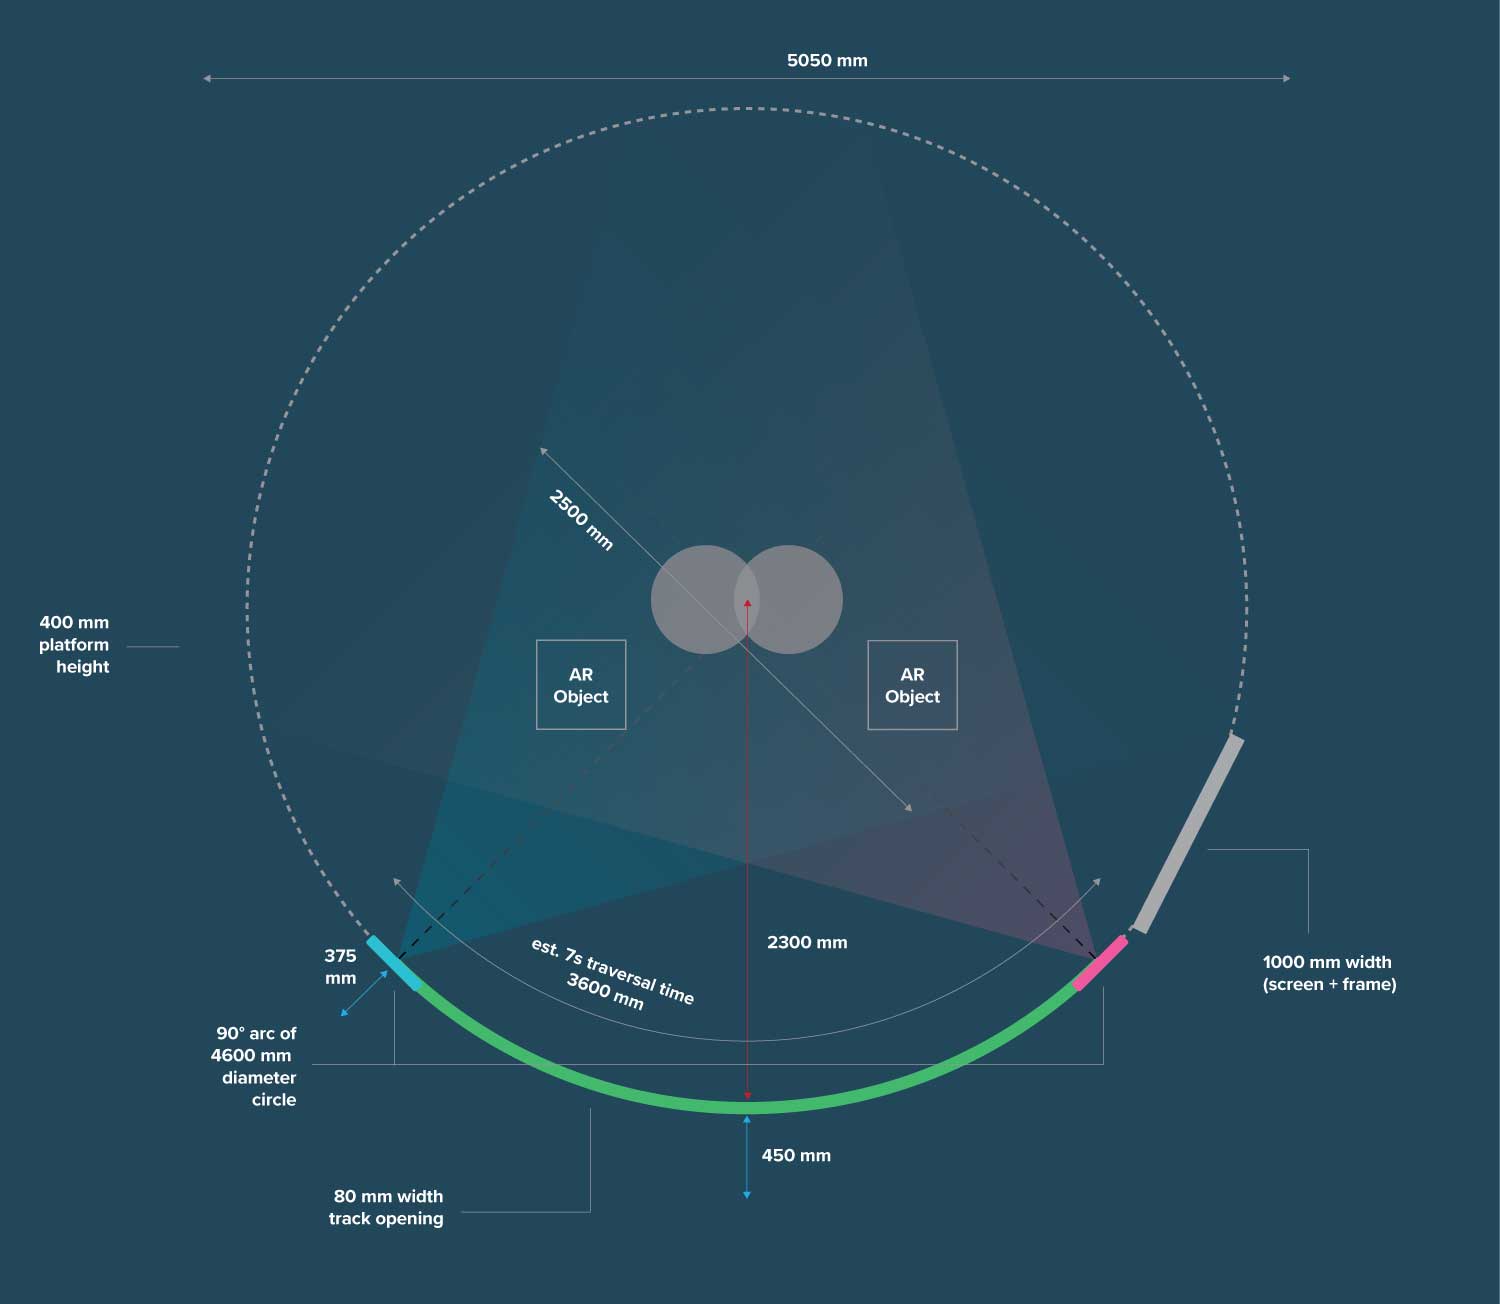 5050 mm
2500 mm
400 mm
platform
height
AR
Object
AR
Object
est. 7s traversal time
3600 mm
2300 mm
375
mm
1000 mm width
(screen + frame)
90° arc of
4600 mm
diameter
circle
450 mm
80 mm width
track opening